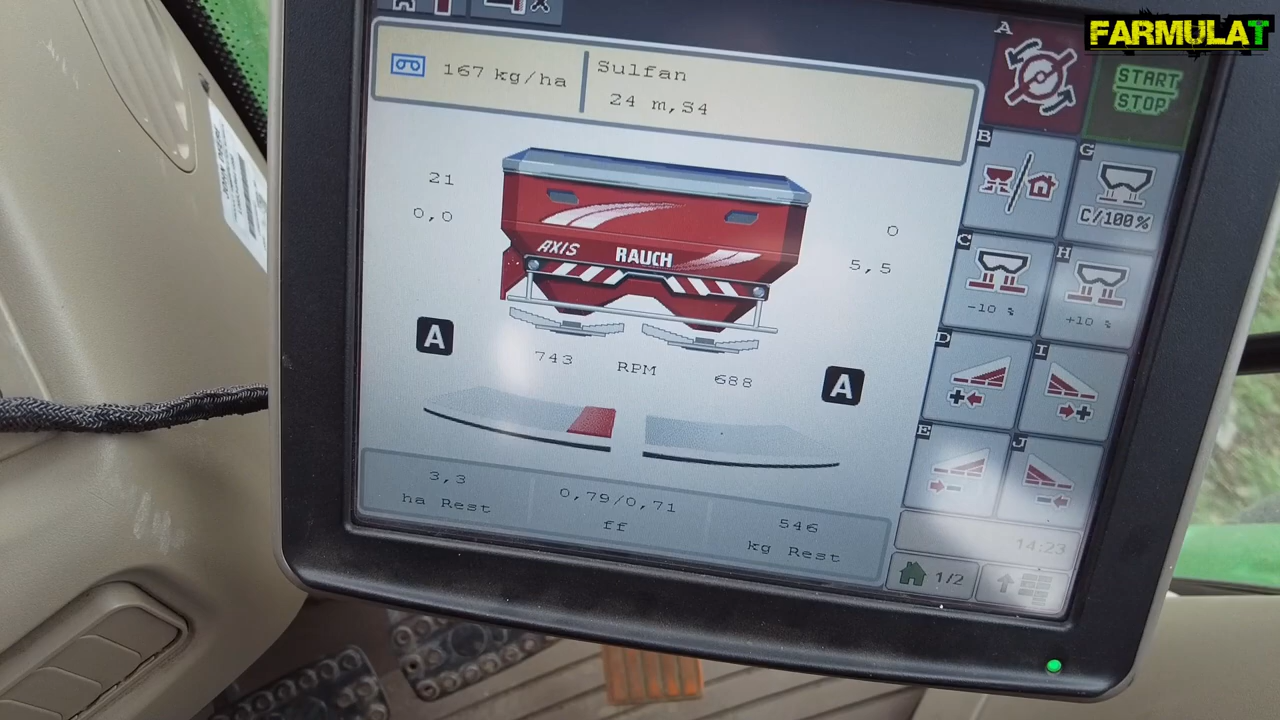 FARMULAT
167 kg/ha
Sulfan
24 m,S4
A
START
STOP
B
G
C/100%
21
0,0
0
5,5
AXIS
RAUCH
C
-10 %
H
+10 %
A
743
RPM
688
A
D
I
E
J
3,3
ha Rest
0,79/0,71
ff
546
kg Rest
14:23
1/2
JOHN DEERE